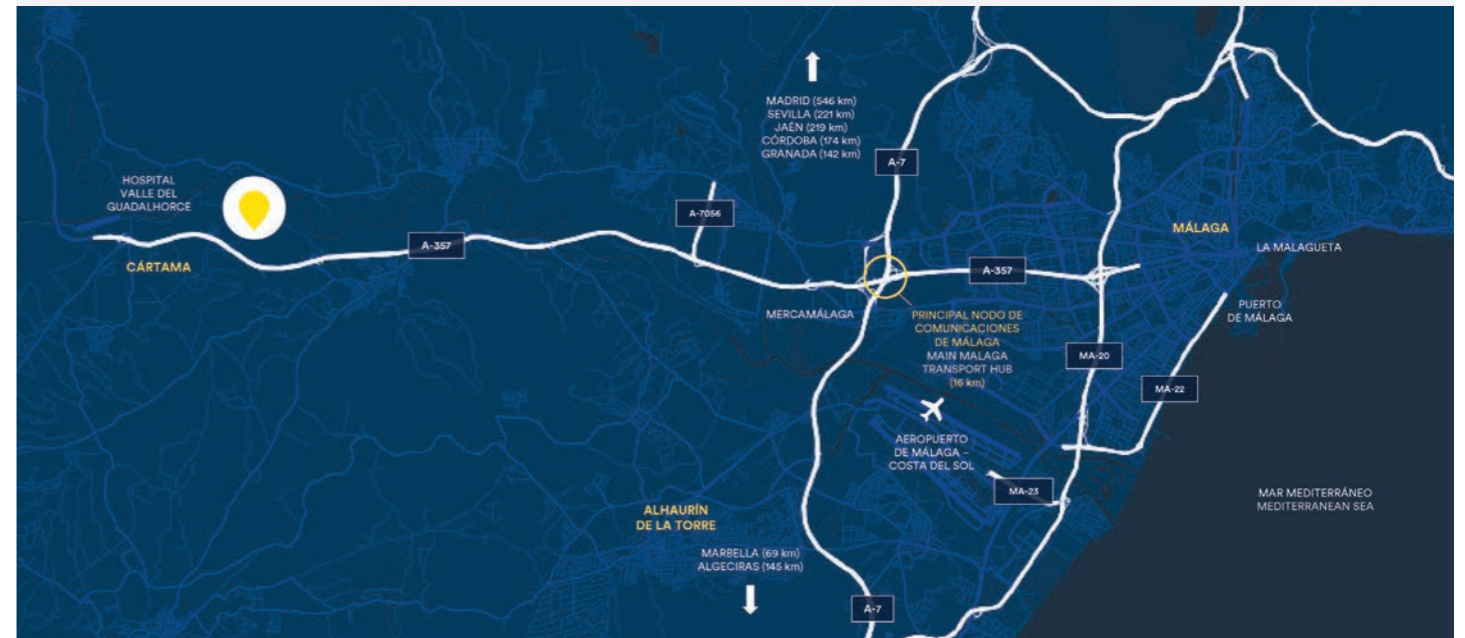 MADRID (546 km)
SEVILLA (221 km)
JAÉN (219 km)
CÓRDOBA (174 km)
GRANADA (142 km)
A-7
HOSPITAL
VALLE DEL
GUADALHORCE
A-7056
A-357
CÁRTAMA
MÁLAGA
LA MALAGUETA
A-357
MERCAMÁLAGA
PRINCIPAL NODO DE
COMUNICACIONES
DE MÁLAGA
MAIN MALAGA
TRANSPORT HUB
(16 km)
PUERTO
DE MÁLAGA
MA-20
MA-22
AEROPUERTO
DE MÁLAGA –
COSTA DEL SOL
MA-23
MAR MEDITERRÁNEO
MEDITERRANEAN SEA
ALHAURÍN
DE LA TORRE
MARBELLA (69 km)
ALGECIRAS (145 km)
A-7